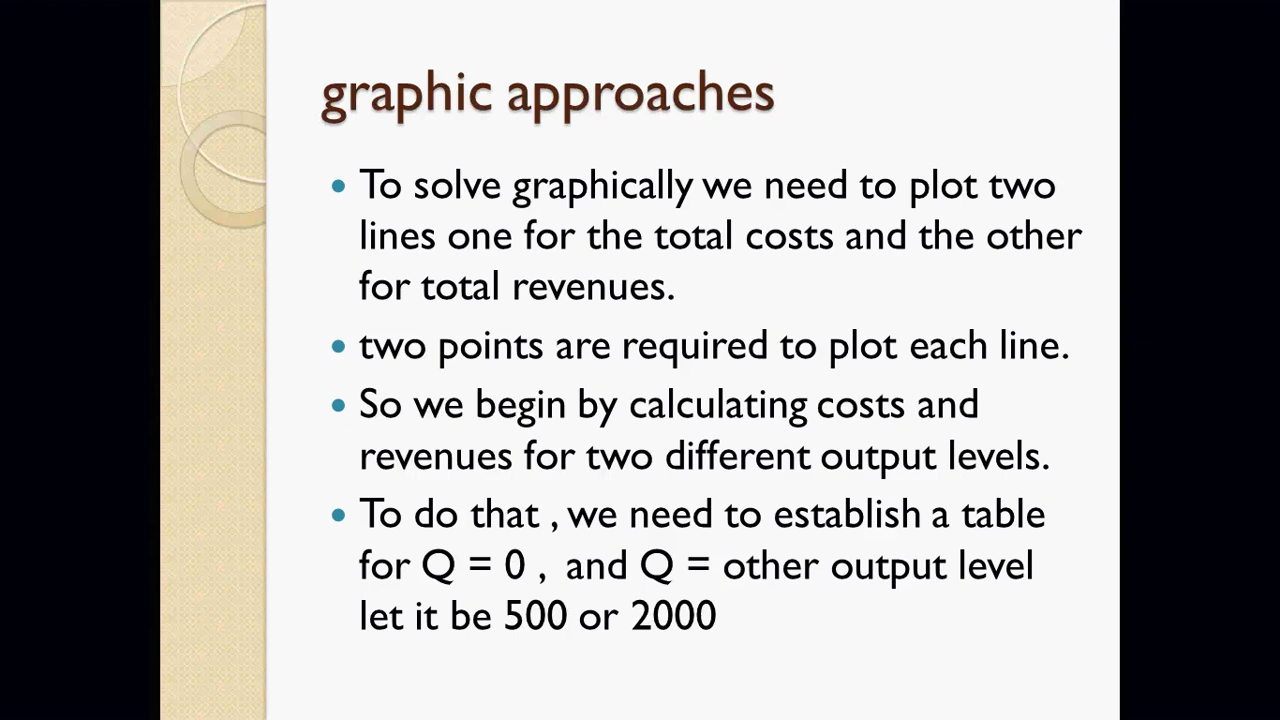 graphic approaches
• To solve graphically we need to plot two
lines one for the total costs and the other
for total revenues.
• two points are required to plot each line.
• So we begin by calculating costs and
revenues for two different output levels.
• To do that , we need to establish a table
for Q = 0 ,  and Q = other output level
let it be 500 or 2000